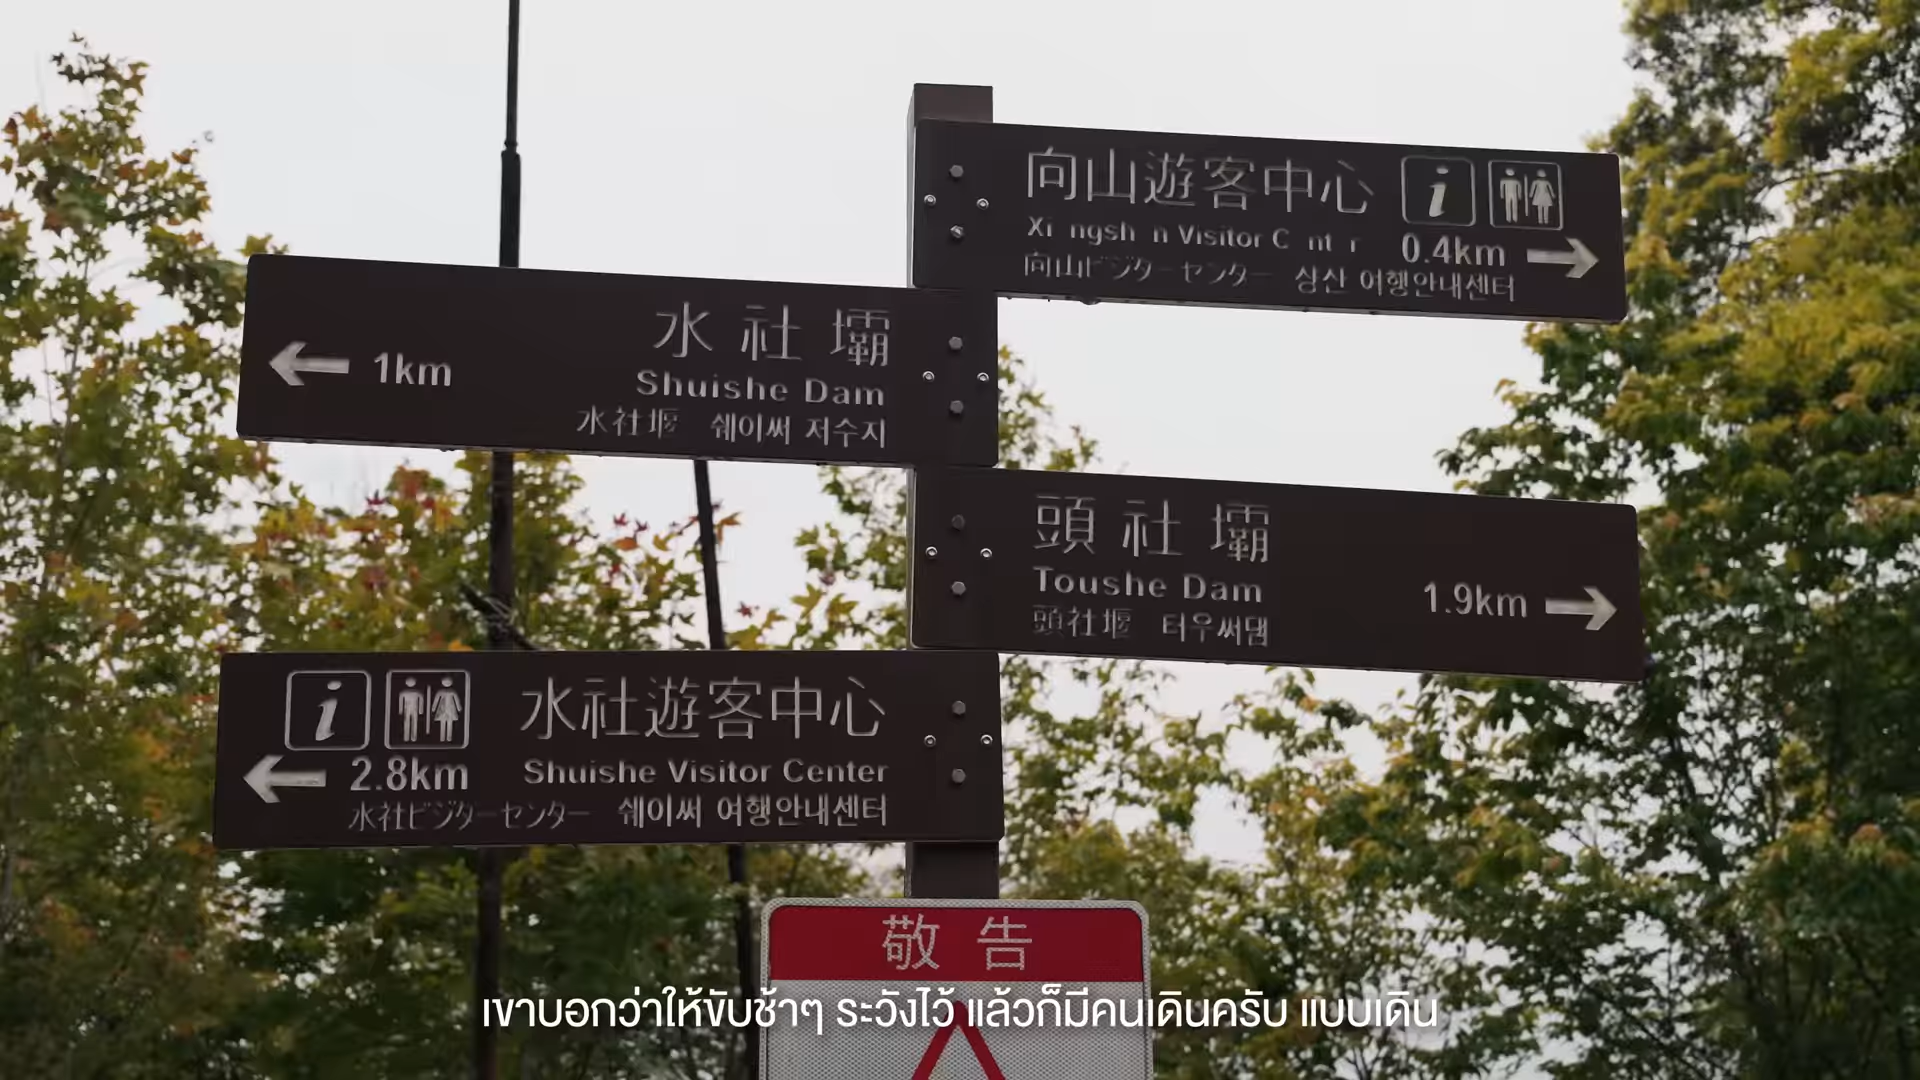 向山遊客中心
Xi ngsh n Visitor C nt r
0.4km
向山ビジターセンター 샹산 여행안내센터
水社壩
1km
Shuishe Dam
水社堰 쉐이써 저수지
頭社壩
Toushe Dam
1.9km
頭社堰 터우써댐
水社遊客中心
2.8km
Shuishe Visitor Center
水社ビジターセンター 쉐이써 여행안내센터
敬告
เขาบอกว่าให้ขับช้าๆ ระวังไว้ แล้วก็มีคนเดินครับ แบบเดิน